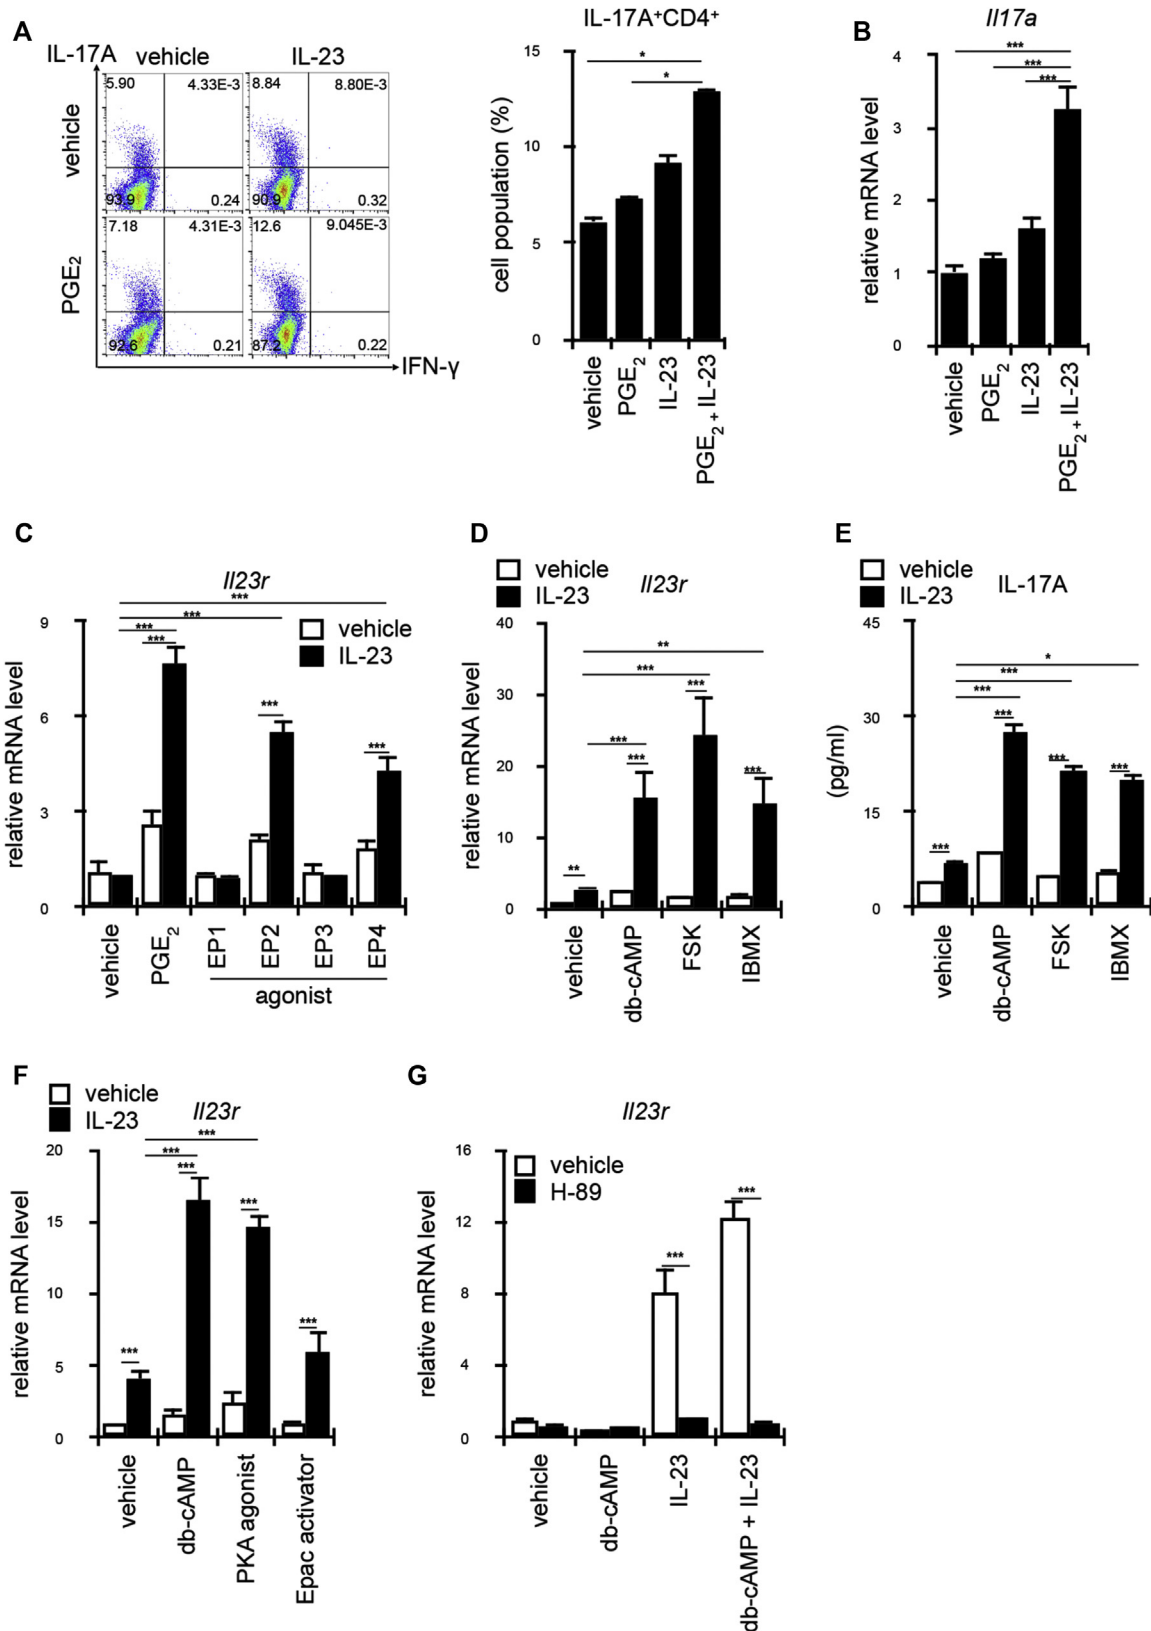 A
IL-17A vehicle IL-23
5.90 4.33E-3 8.84 8.80E-3
vehicle
93.9 0.24 90.9 0.32
7.18 4.31E-3 12.6 9.045E-3
PGE2
92.6 0.21 87.2 0.22
IFN-γ
IL-17A+CD4+
cell population (%)
15
10
5
0
*
*
vehicle
PGE2
IL-23
PGE2 + IL-23
B
Il17a
relative mRNA level
4
3
2
1
0
***
***
***
vehicle
PGE2
IL-23
PGE2 + IL-23
C
Il23r
vehicle
IL-23
relative mRNA level
9
6
3
0
***
***
***
***
***
***
vehicle
PGE2
EP1
EP2
EP3
EP4
agonist
D
vehicle
IL-23
Il23r
relative mRNA level
40
30
20
10
0
**
***
***
***
***
***
**
vehicle
db-cAMP
FSK
IBMX
E
vehicle
IL-23
IL-17A
(pg/ml)
45
30
15
0
*
***
***
***
***
***
***
vehicle
db-cAMP
FSK
IBMX
F
vehicle
IL-23
Il23r
relative mRNA level
20
15
10
5
0
***
***
***
***
***
***
vehicle
db-cAMP
PKA agonist
Epac activator
G
Il23r
vehicle
H-89
relative mRNA level
16
12
8
4
0
***
***
vehicle
db-cAMP
IL-23
db-cAMP + IL-23